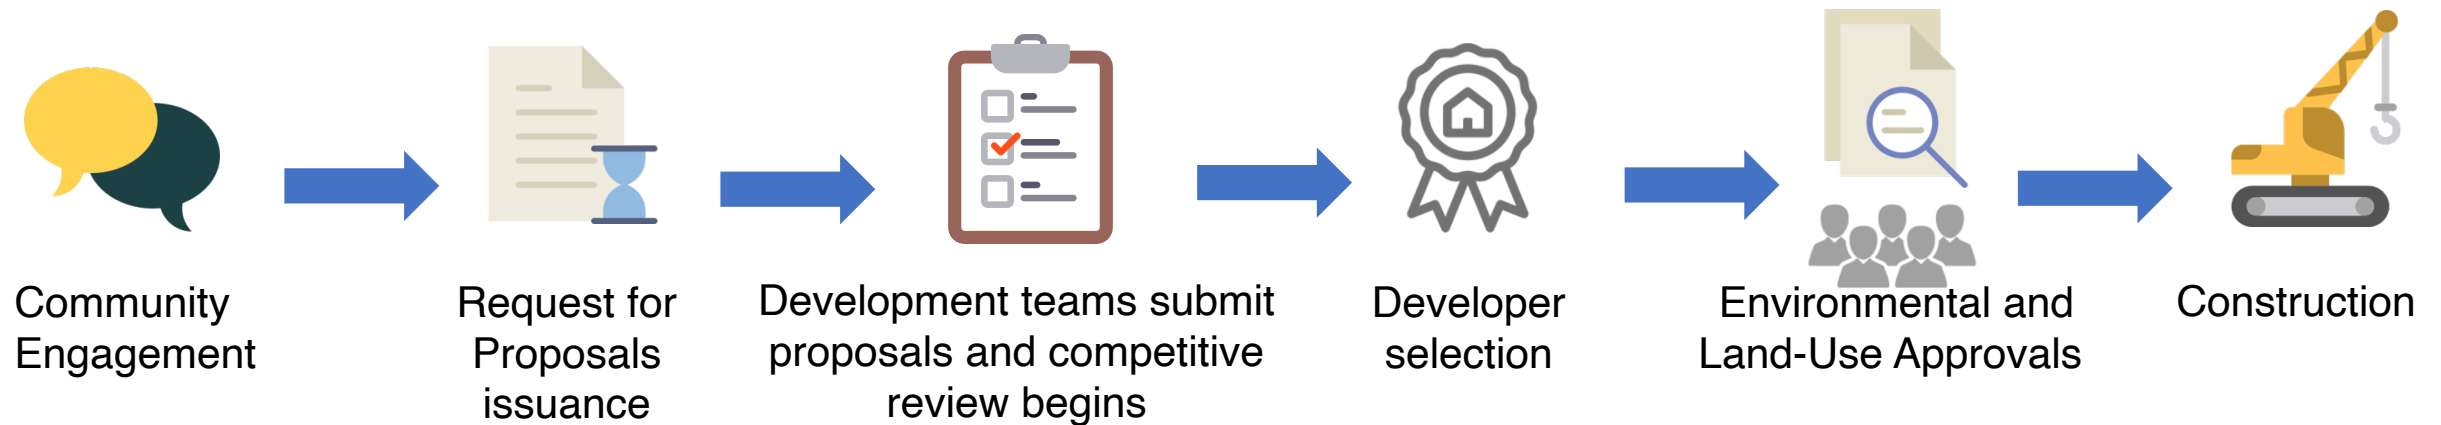 Community
Engagement
Request for
Proposals
issuance
Development teams submit
proposals and competitive
review begins
Developer
selection
Environmental and
Land-Use Approvals
Construction